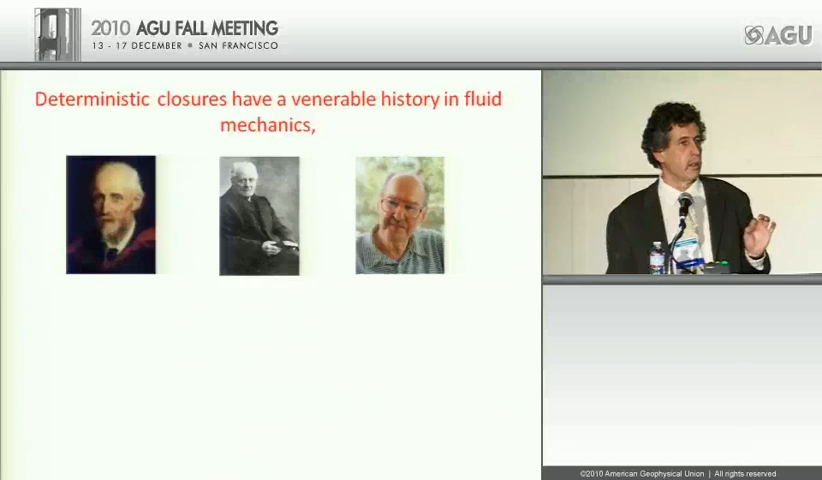 2010 AGU FALL MEETING
13 - 17 DECEMBER • SAN FRANCISCO
AGU
Deterministic closures have a venerable history in fluid
mechanics,
©2010 American Geophysical Union | All rights reserved